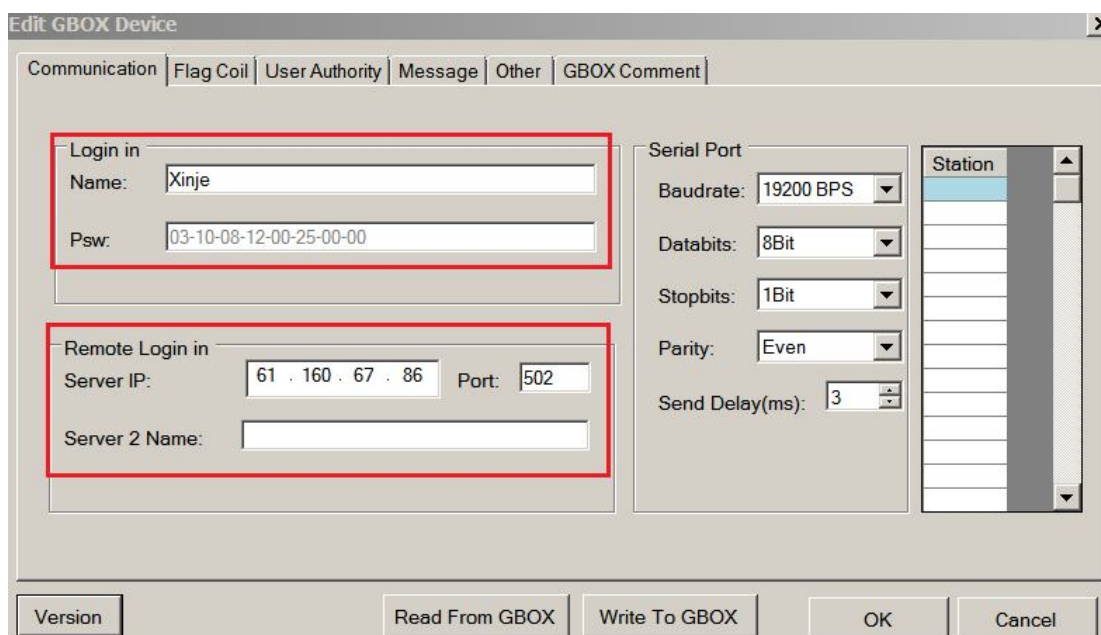 Edit GBOX Device
Communication Flag Coil User Authority Message Other GBOX Comment
Login in
Name: Xinje
Psw: 03-10-08-12-00-25-00-00
Remote Login in
Server IP: 61 . 160 . 67 . 86 Port: 502
Server 2 Name:
Serial Port
Baudrate: 19200 BPS
Databits: 8Bit
Stopbits: 1Bit
Parity: Even
Send Delay(ms): 3
Station
Version Read From GBOX Write To GBOX OK Cancel